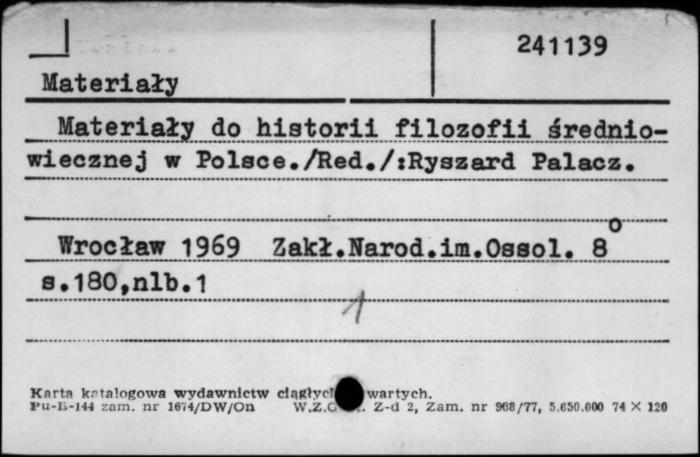 241139
Materiały
Materiały do historii filozofii średnio-
wiecznej w Polsce./Red./:Ryszard Palacz.
Wrocław 1969 Zakł.Narod.im.Ossol. 8o
s.180,nlb.1
1
Karta katalogowa wydawnictw wartych.
Pu-B-144 zam. nr 1674/DW/On Z-d 2, Zam. nr 968/77, 5.650.000 74 X 120